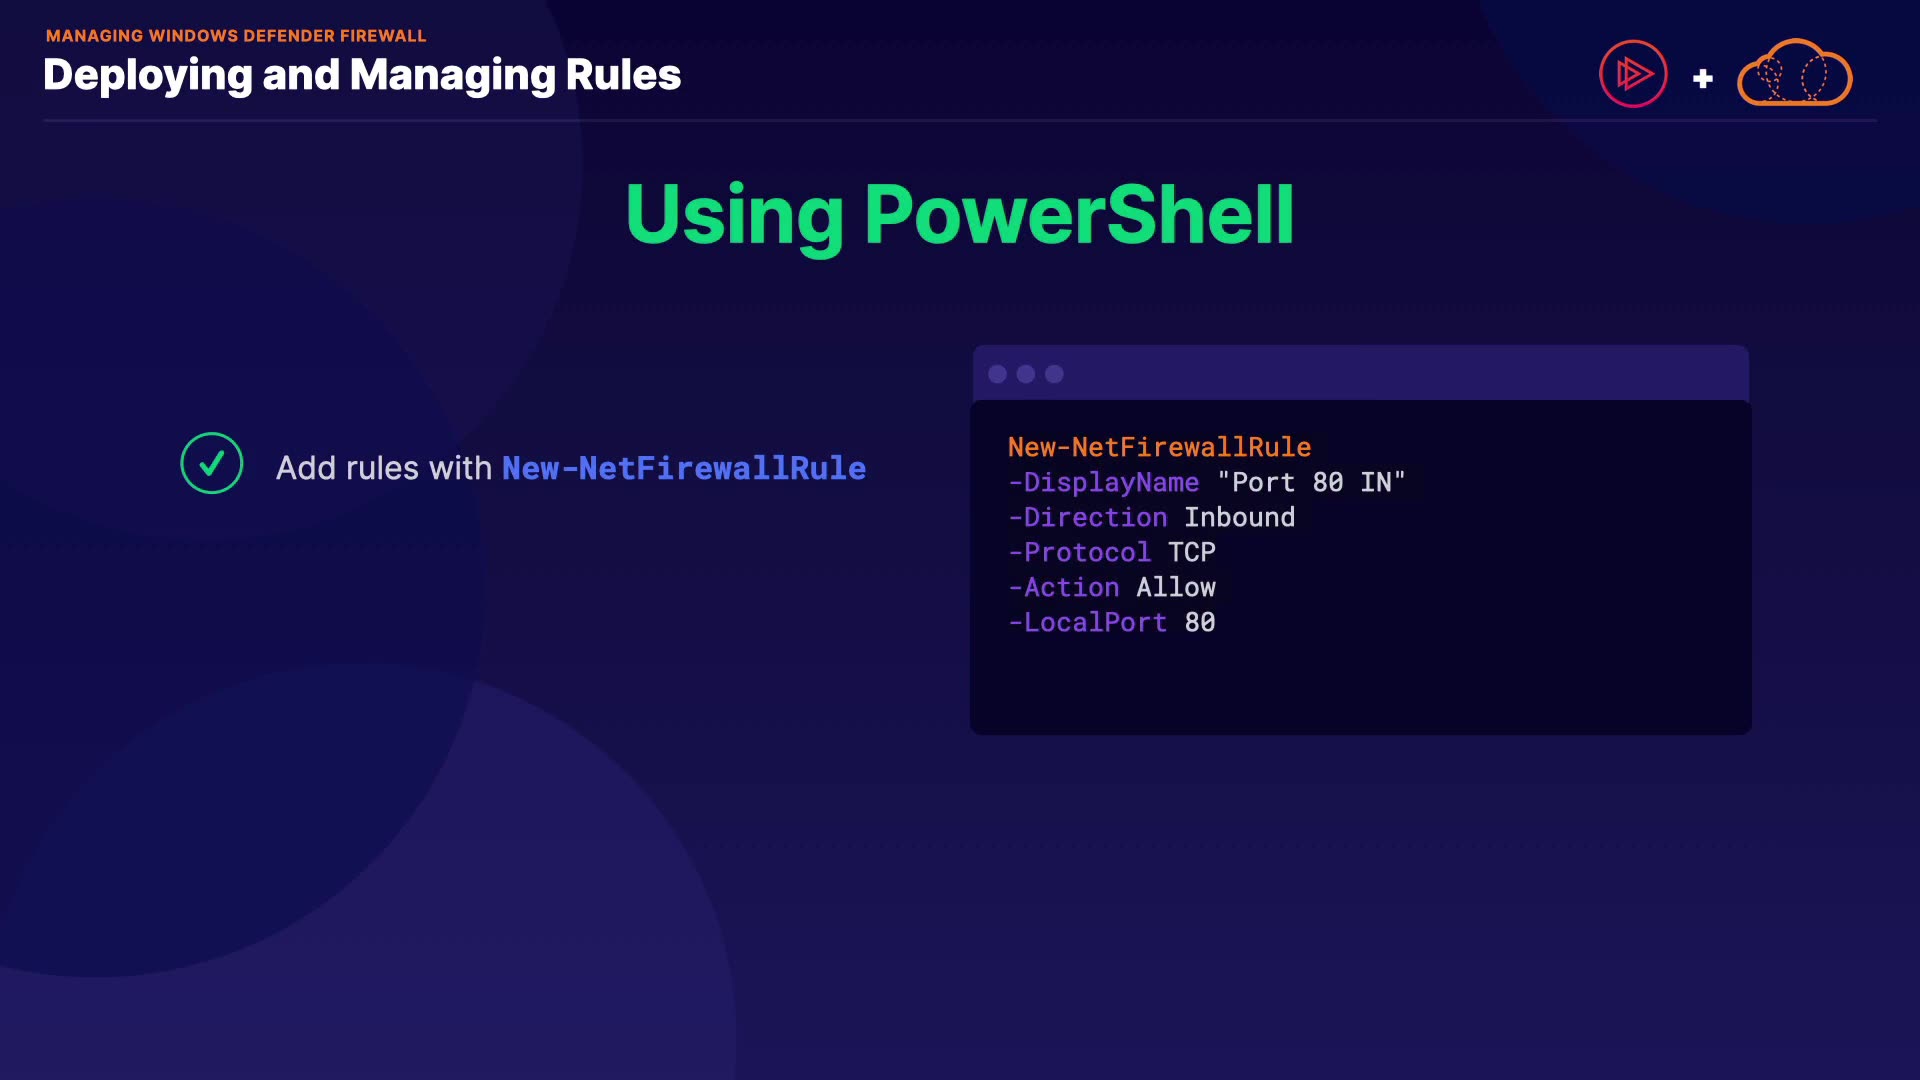 MANAGING WINDOWS DEFENDER FIREWALL
Deploying and Managing Rules
+
Using PowerShell
Add rules with New-NetFirewallRule
New-NetFirewallRule
-DisplayName "Port 80 IN"
-Direction Inbound
-Protocol TCP
-Action Allow
-LocalPort 80